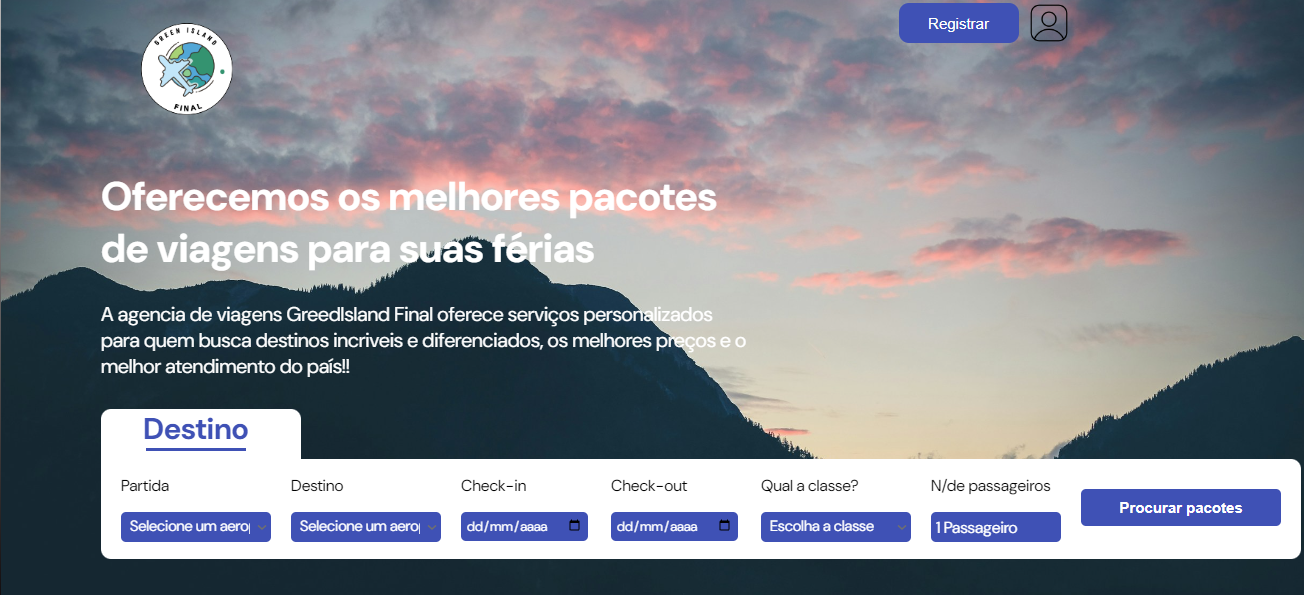 GREEN ISLAND
FINAL
Registrar
Oferecemos os melhores pacotes
de viagens para suas férias
A agencia de viagens GreedIsland Final oferece serviços personalizados
para quem busca destinos incriveis e diferenciados, os melhores preços e o
melhor atendimento do país!!
Destino
Partida Destino Check-in Check-out Qual a classe? N/de passageiros
Selecione um aerop Selecione um aerop dd/mm/aaaa dd/mm/aaaa Escolha a classe 1 Passageiro
Procurar pacotes